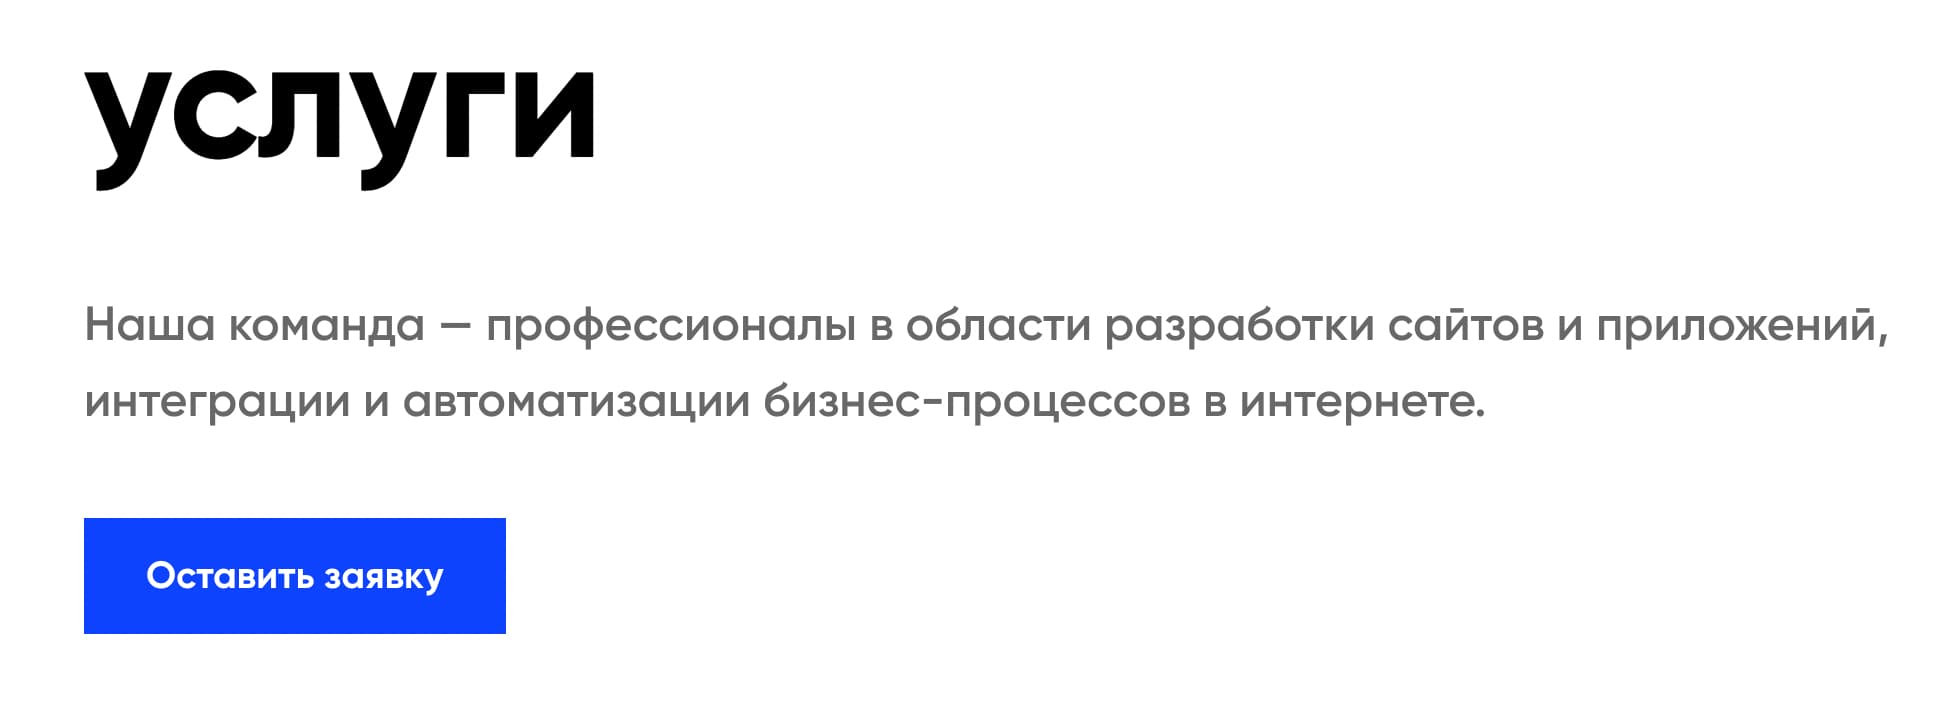 услуги
Наша команда — профессионалы в области разработки сайтов и приложений,
интеграции и автоматизации бизнес-процессов в интернете.
Оставить заявку